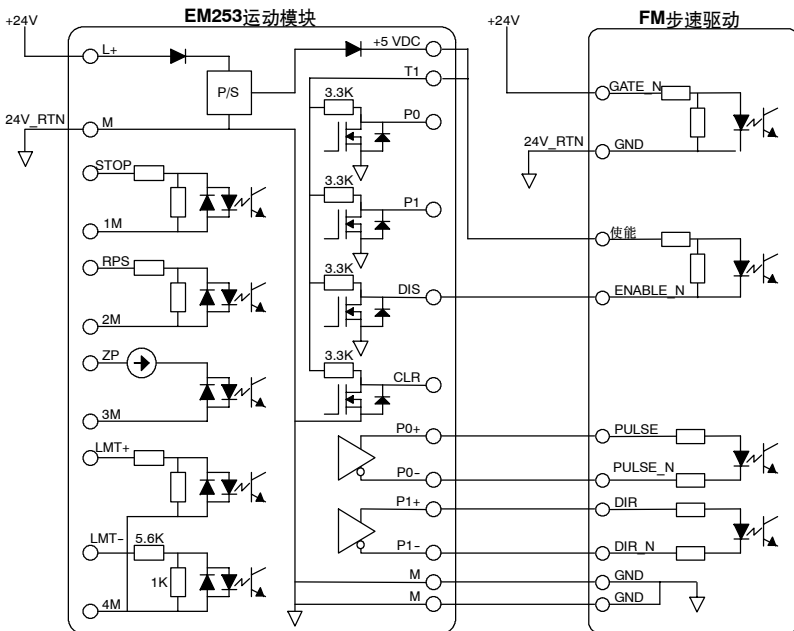 EM253运动模块
FM步速驱动
+24V
L+
P/S
+5 VDC
T1
3.3K
P0
24V_RTN
M
STOP
1M
3.3K
P1
RPS
2M
3.3K
DIS
ZP
3M
3.3K
CLR
LMT+
P0+
P0-
LMT-
5.6K
1K
4M
P1+
P1-
M
M
+24V
GATE_N
24V_RTN
GND
使能
ENABLE_N
PULSE
PULSE_N
DIR
DIR_N
GND
GND